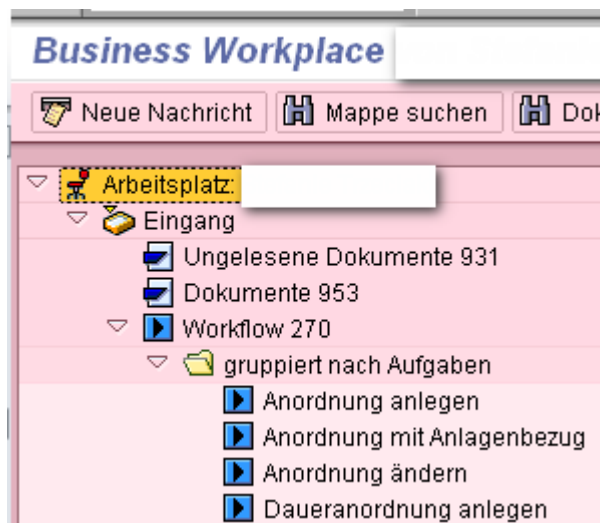 Business Workplace
Neue Nachricht Mappe suchen
Arbeitsplatz:
Eingang
Ungelesene Dokumente 931
Dokumente 953
Workflow 270
gruppiert nach Aufgaben
Anordnung anlegen
Anordnung mit Anlagenbezug
Anordnung ändern
Daueranordnung anlegen